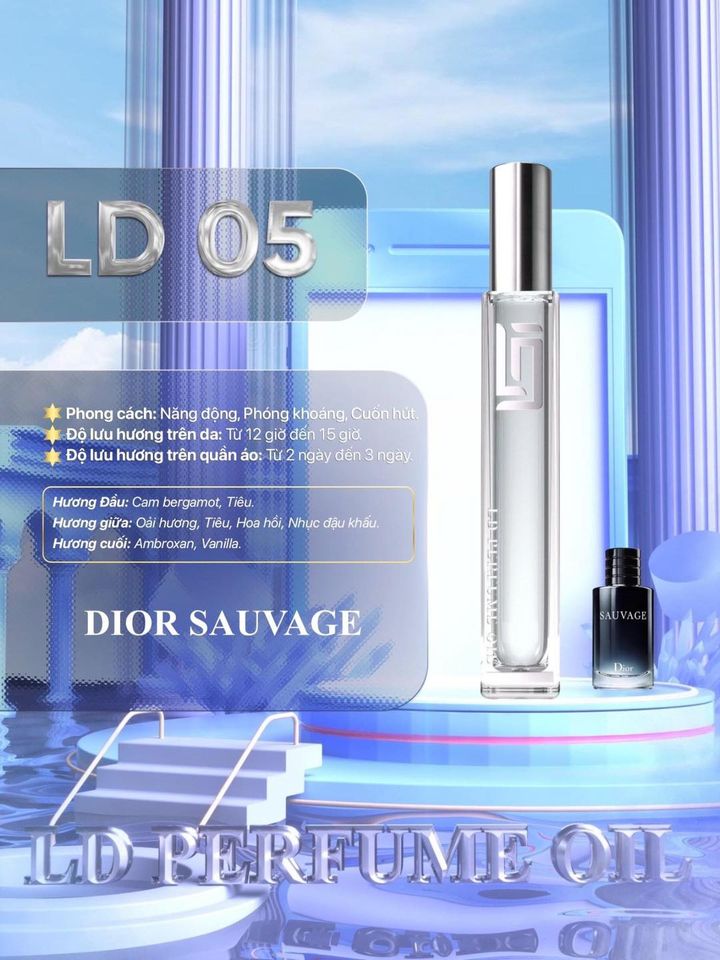 LD 05
Phong cách: Năng động, Phóng khoáng, Cuốn hút.
Độ lưu hương trên da: Từ 12 giờ đến 15 giờ.
Độ lưu hương trên quần áo: Từ 2 ngày đến 3 ngày.
Hương Đầu: Cam bergamot, Tiêu.
Hương giữa: Oải hương, Tiêu, Hoa hồi, Nhục đậu khấu.
Hương cuối: Ambroxan, Vanilla.
DIOR SAUVAGE
LD PERFUME OIL
SAUVAGE
Dior
LD PERFUME OIL